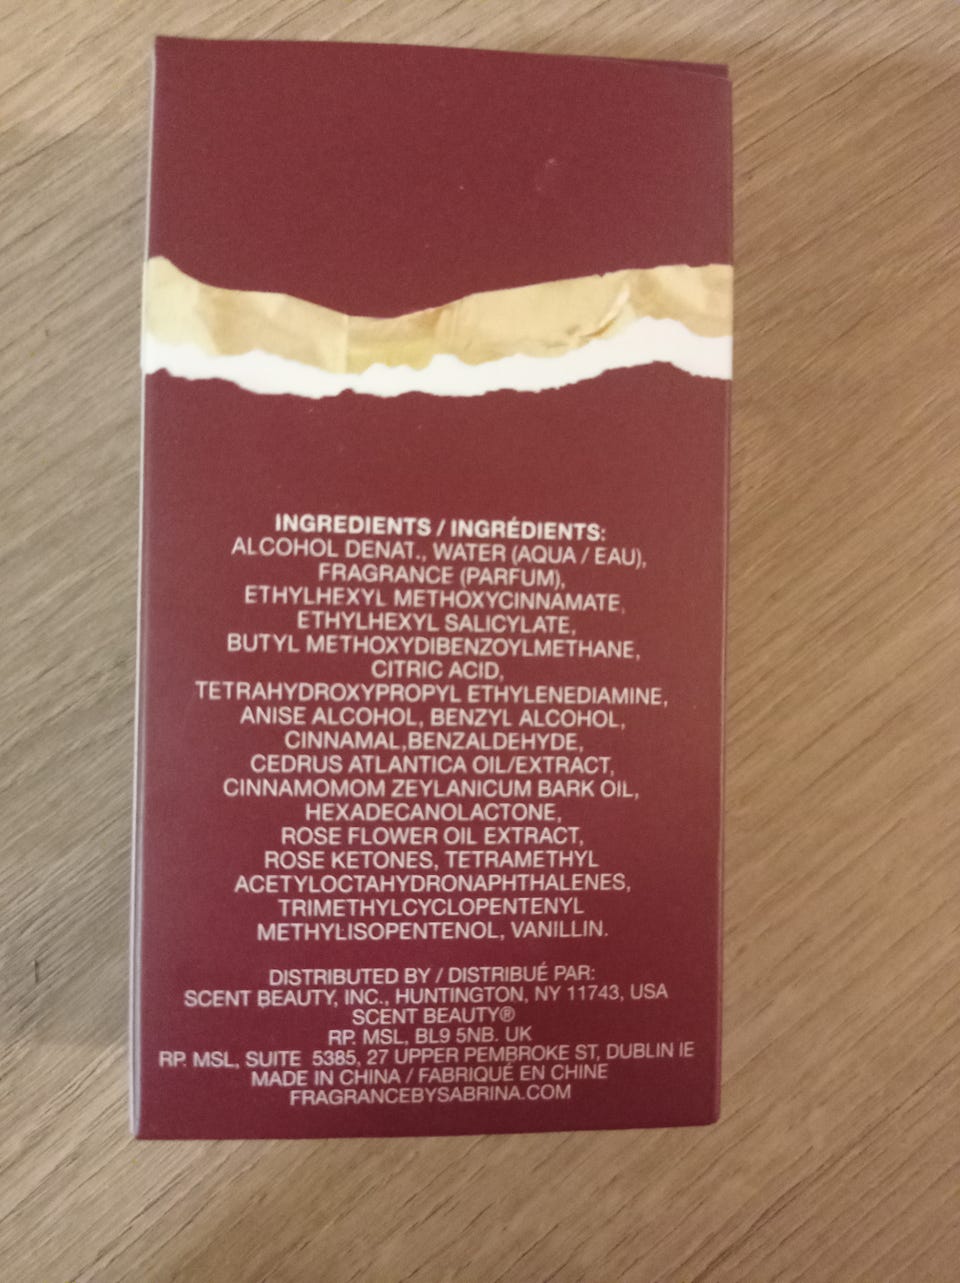 INGREDIENTS / INGRÉDIENTS:
ALCOHOL DENAT., WATER (AQUA / EAU),
FRAGRANCE (PARFUM),
ETHYLHEXYL METHOXYCINNAMATE,
ETHYLHEXYL SALICYLATE,
BUTYL METHOXYDIBENZOYLMETHANE,
CITRIC ACID,
TETRAHYDROXYPROPYL ETHYLENEDIAMINE,
ANISE ALCOHOL, BENZYL ALCOHOL,
CINNAMAL,BENZALDEHYDE,
CEDRUS ATLANTICA OIL/EXTRACT,
CINNAMOMOM ZEYLANICUM BARK OIL,
HEXADECANOLACTONE,
ROSE FLOWER OIL EXTRACT,
ROSE KETONES, TETRAMETHYL
ACETYLOCTAHYDRONAPHTHALENES,
TRIMETHYLCYCLOPENTENYL
METHYLISOPENTENOL, VANILLIN.
DISTRIBUTED BY / DISTRIBUÉ PAR:
SCENT BEAUTY, INC., HUNTINGTON, NY 11743, USA
SCENT BEAUTY®
RP. MSL, BL9 5NB. UK
RP. MSL, SUITE 5385, 27 UPPER PEMBROKE ST, DUBLIN IE
MADE IN CHINA / FABRIQUÉ EN CHINE
FRAGRANCEBYSABRINA.COM